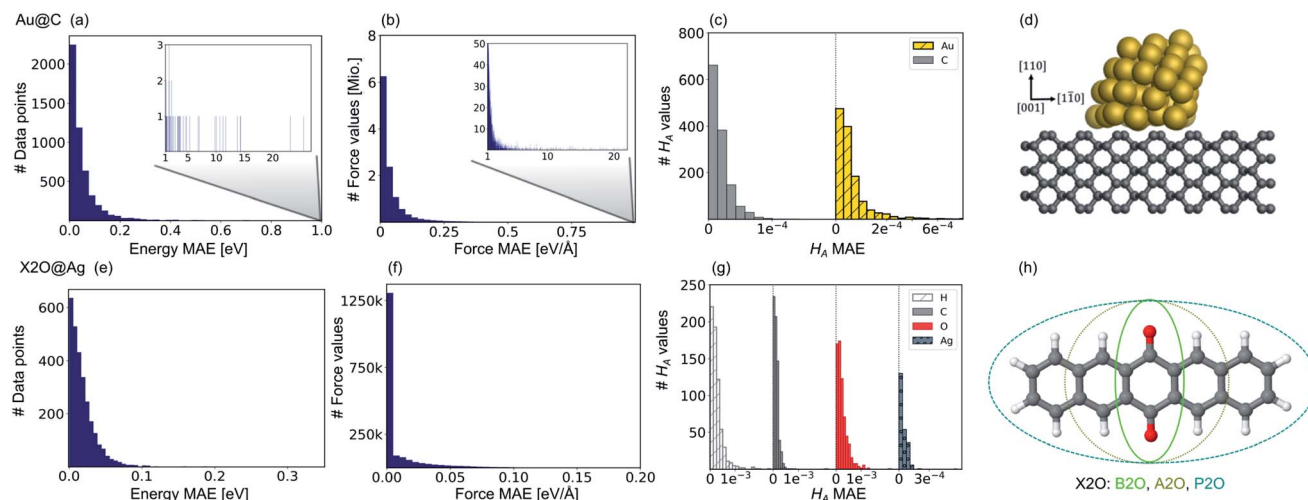 Au@C (a)
2000
1500
1000
500
# Data points
0.0 0.2 0.4 0.6 0.8 1.0
Energy MAE [eV]
3
2
1
1 5 10 15 20
(b)
8
6
4
2
# Force values [Mio.]
0.00 0.25 0.50 0.75
Force MAE [eV/Å]
50
40
30
20
10
1 10 20
(c)
800
600
400
200
0
# H_A values
0 1e⁻⁴ 0 2e⁻⁴ 6e⁻⁴
H_A MAE
Au
C
(d)
[110]
[11̄0]
[001]
X2O@Ag (e)
600
400
200
# Data points
0.0 0.1 0.2 0.3
Energy MAE [eV]
(f)
1250k
750k
250k
# Force values
0.00 0.05 0.10 0.15 0.20
Force MAE [eV/Å]
(g)
250
200
150
100
50
0
# H_A values
0 1e⁻³ 0 1e⁻³ 0 1e⁻³ 0 3e⁻⁴
H_A MAE
H
C
O
Ag
(h)
X2O: B2O, A2O, P2O